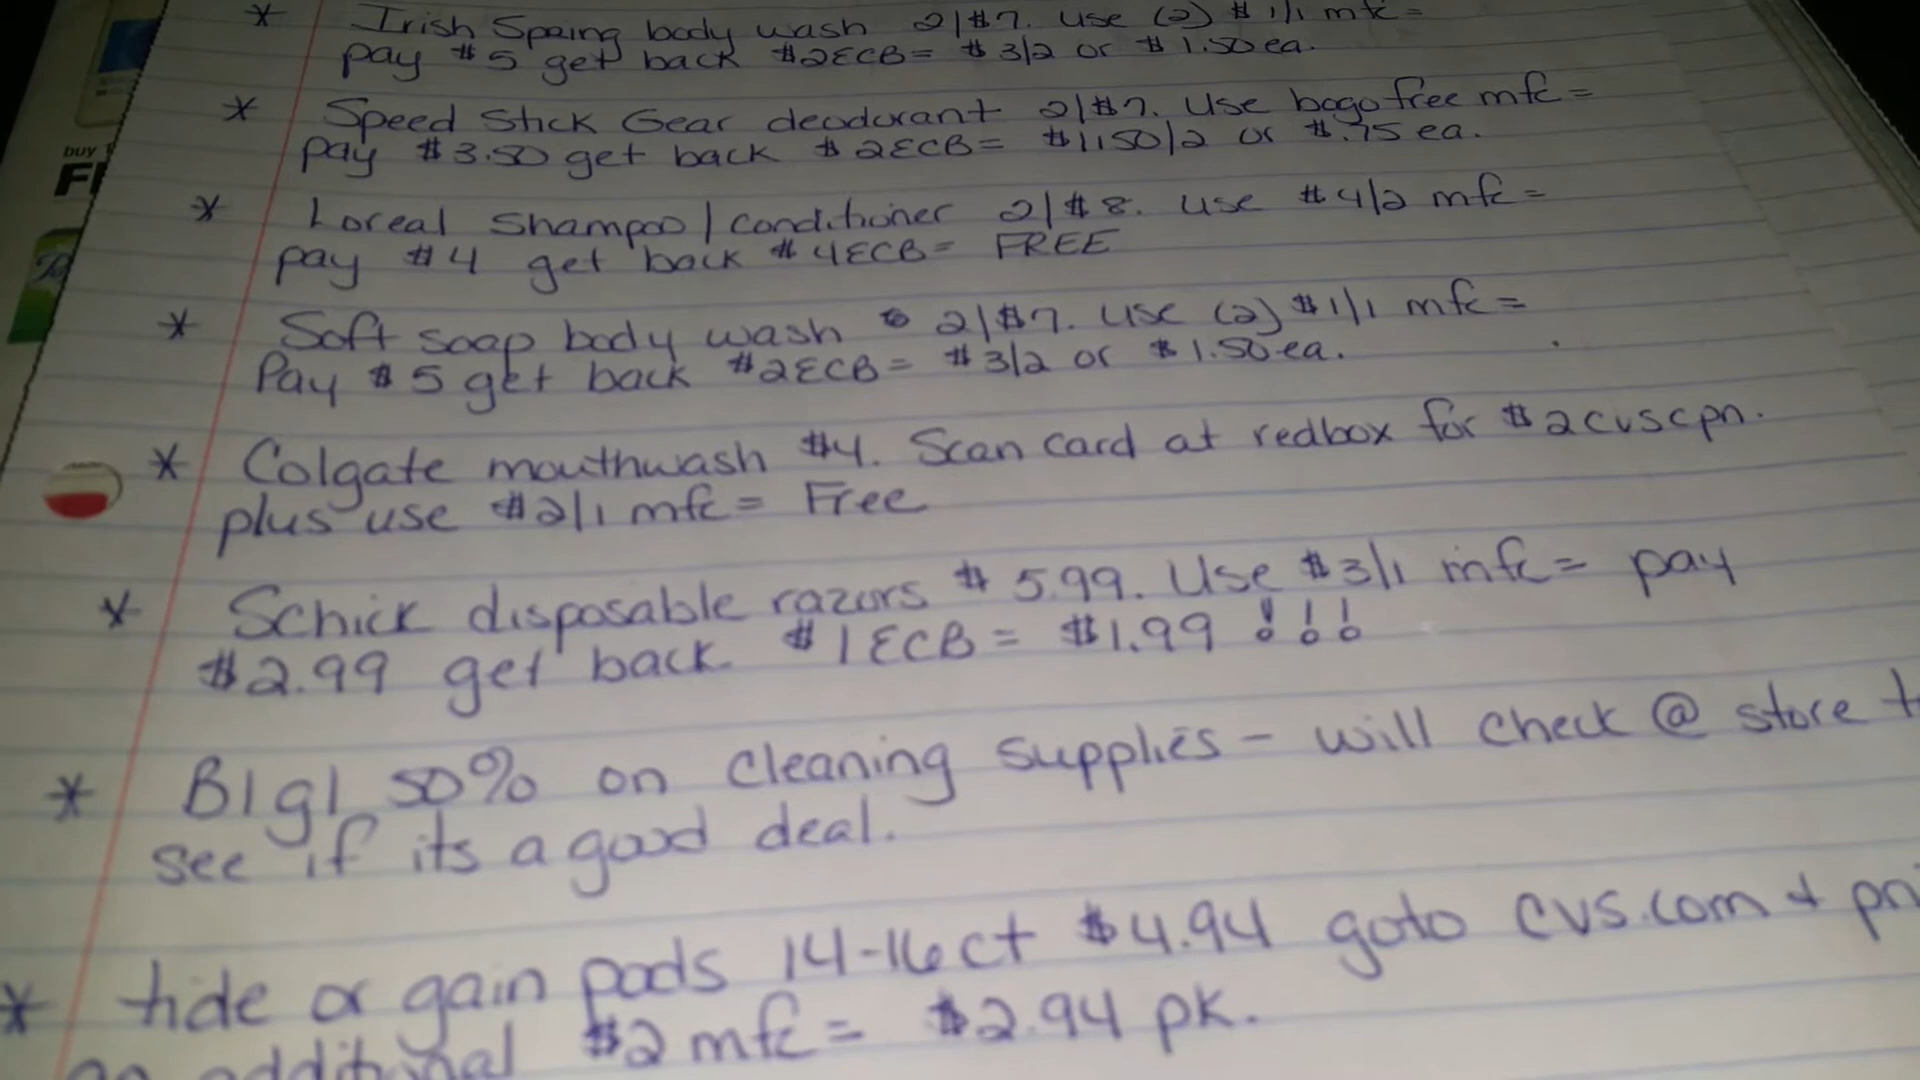 * Irish Spring body wash 2/$7. Use (2) $1/1 mfc =
pay $5 get back $2ECB = $3/2 or $1.50 ea.
* Speed Stick Gear deodorant 2/$7. Use bogo free mfc =
pay $3.50 get back $2ECB = $1.50/2 or $.75 ea.
* Loreal Shampoo/conditioner 2/$8. use $4/2 mfc =
pay $4 get back $4ECB = FREE
* Soft soap body wash 2/$7. use (2) $1/1 mfc =
Pay $5 get back $2ECB = $3/2 or $1.50 ea.
* Colgate mouthwash $4. Scan card at redbox for $2 cvs cpn.
plus use $2/1 mfc = Free
* Schick disposable razors $5.99. Use $3/1 mfc = pay
$2.99 get back $1ECB = $1.99 !!!
* B1g1 50% on cleaning supplies - will check @ store
see if its a good deal.
* tide or gain pods 14-16ct $4.94 goto cvs.com +
an additional $2 mfc = $2.94 pk.
buy